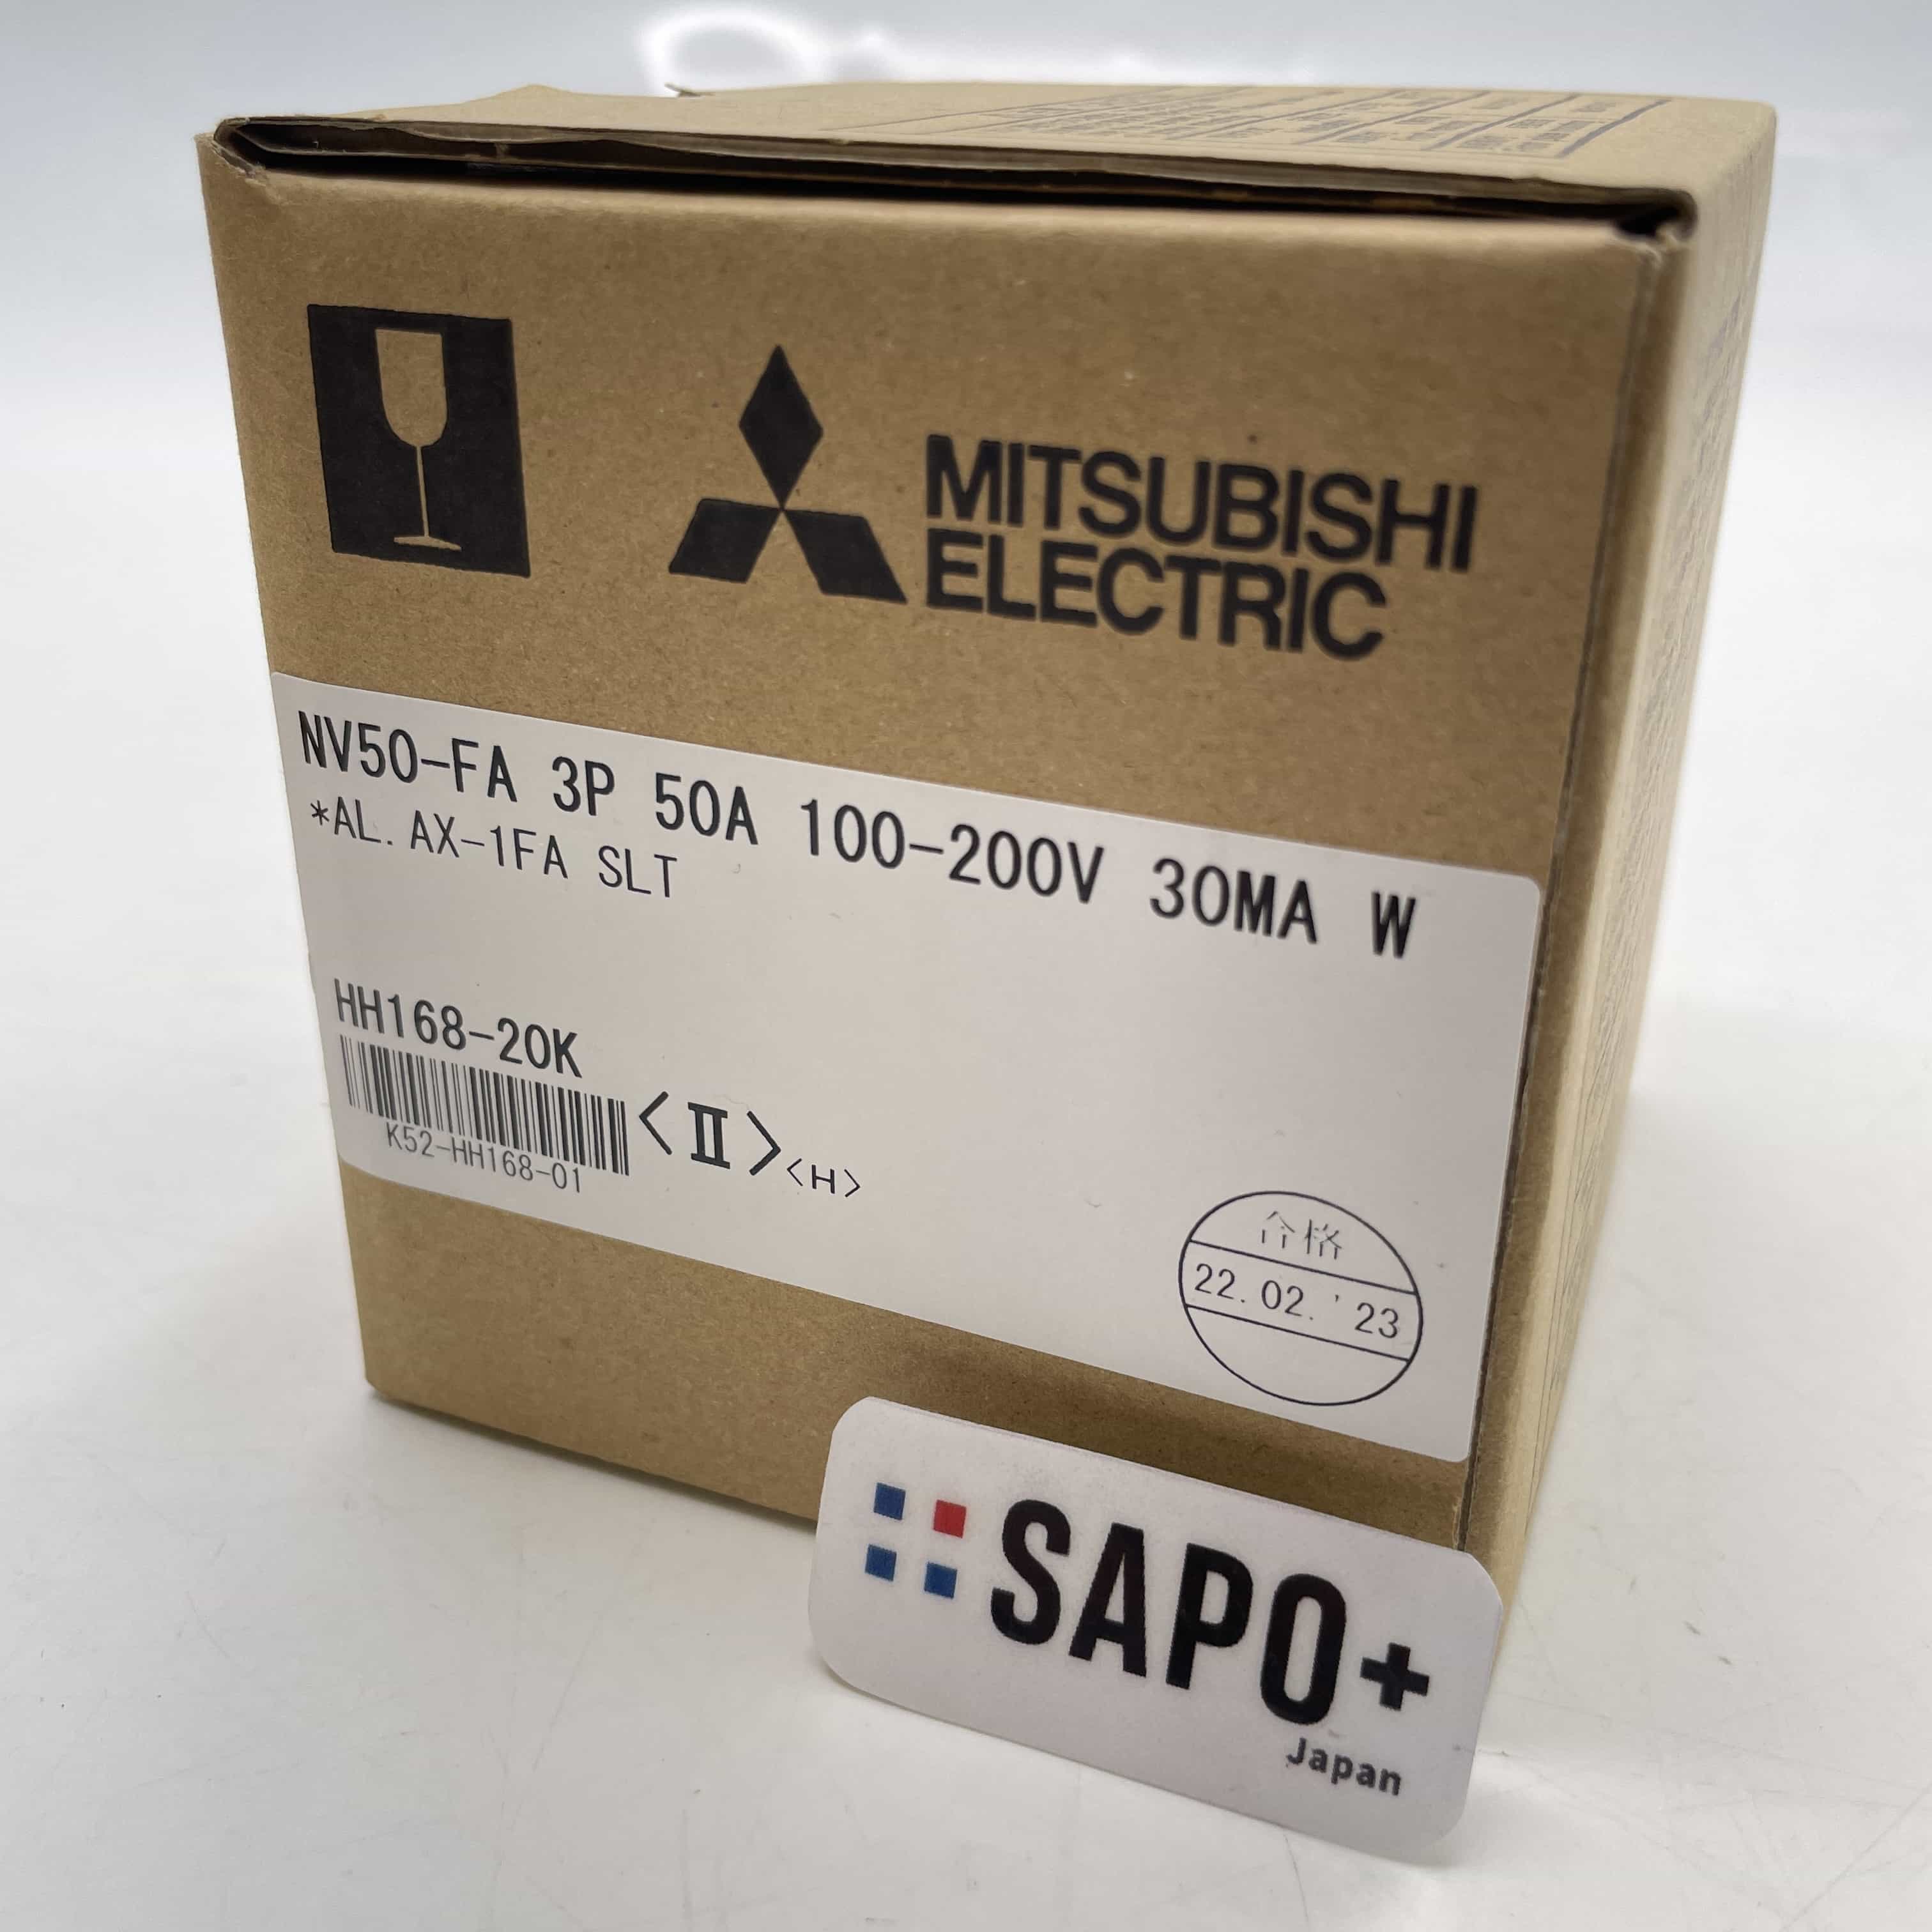 MITSUBISHI
ELECTRIC
NV50-FA 3P 50A 100-200V 30MA W
*AL. AX-1FA SLT
HH168-20K
K52-HH168-01
<Ⅱ><H>
合格
22. 02. '23
SAPO+
Japan